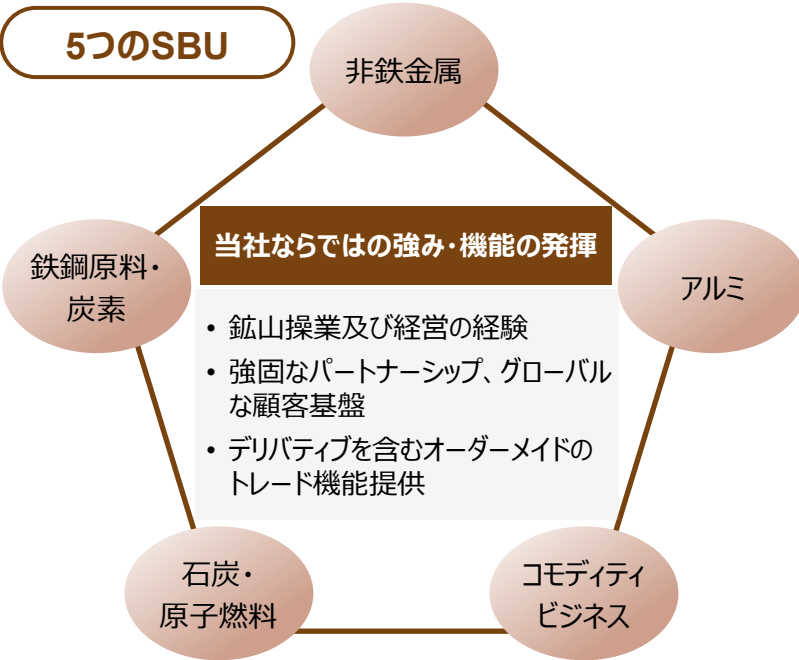 5つのSBU
非鉄金属
鉄鋼原料・
炭素
当社ならではの強み・機能の発揮
アルミ
• 鉱山操業及び経営の経験
• 強固なパートナーシップ、グローバル
な顧客基盤
• デリバティブを含むオーダーメイドの
トレード機能提供
石炭・
原子燃料
コモディティ
ビジネス